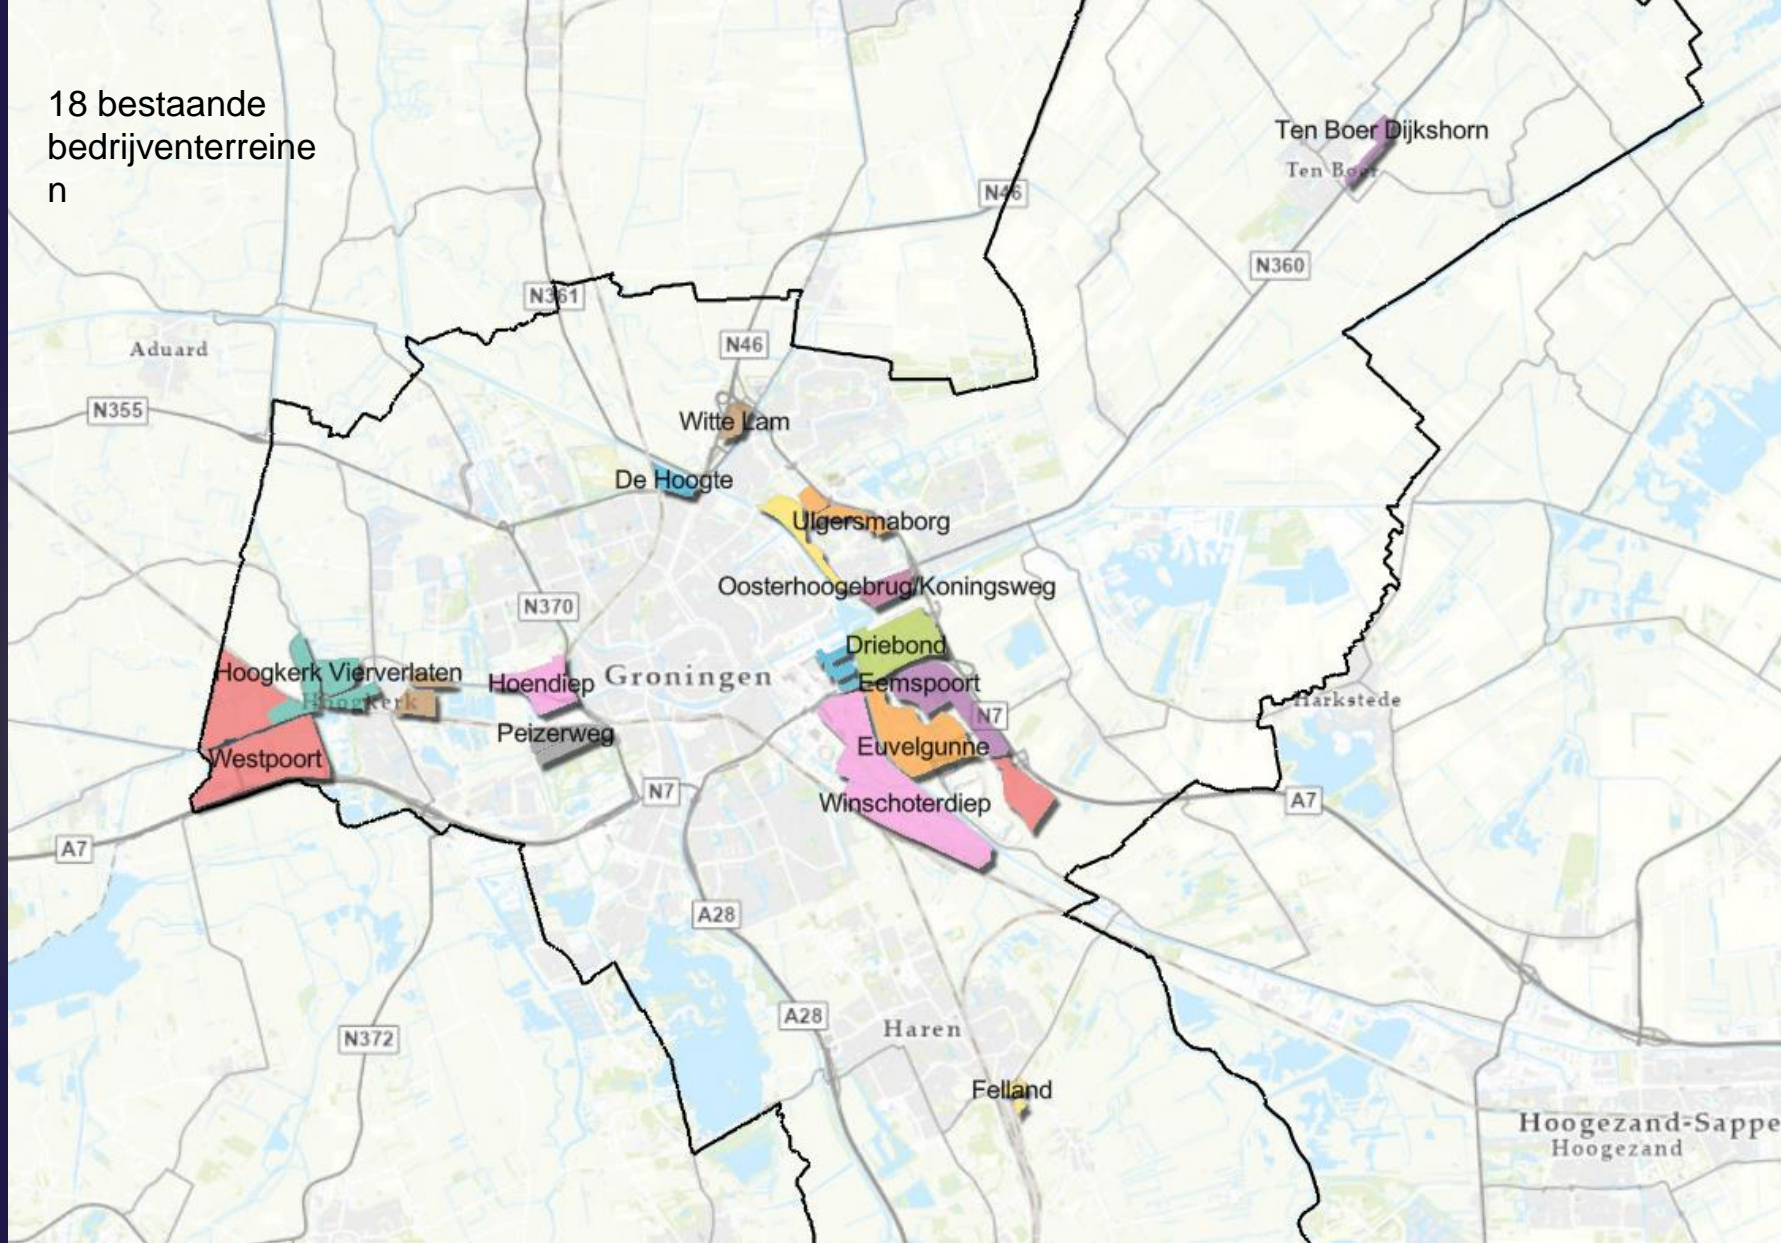 18 bestaande
bedrijventerreine
n
Ten Boer Dijkshorn
Ten Boer
N46
N360
N361
Aduard
N46
N355
Witte Lam
De Hoogte
Ulgersmaborg
Oosterhoogebrug/Koningsweg
N370
Driebond
Hoogkerk Vierverlaten
Hoendiep
Groningen
Eemspoort
Hoogkerk
Harkstede
N7
Peizerweg
Euvelgunne
Westpoort
N7
Winschoterdiep
A7
A7
A28
A28
Haren
N372
Felland
Hoogezand-Sappe
Hoogezand